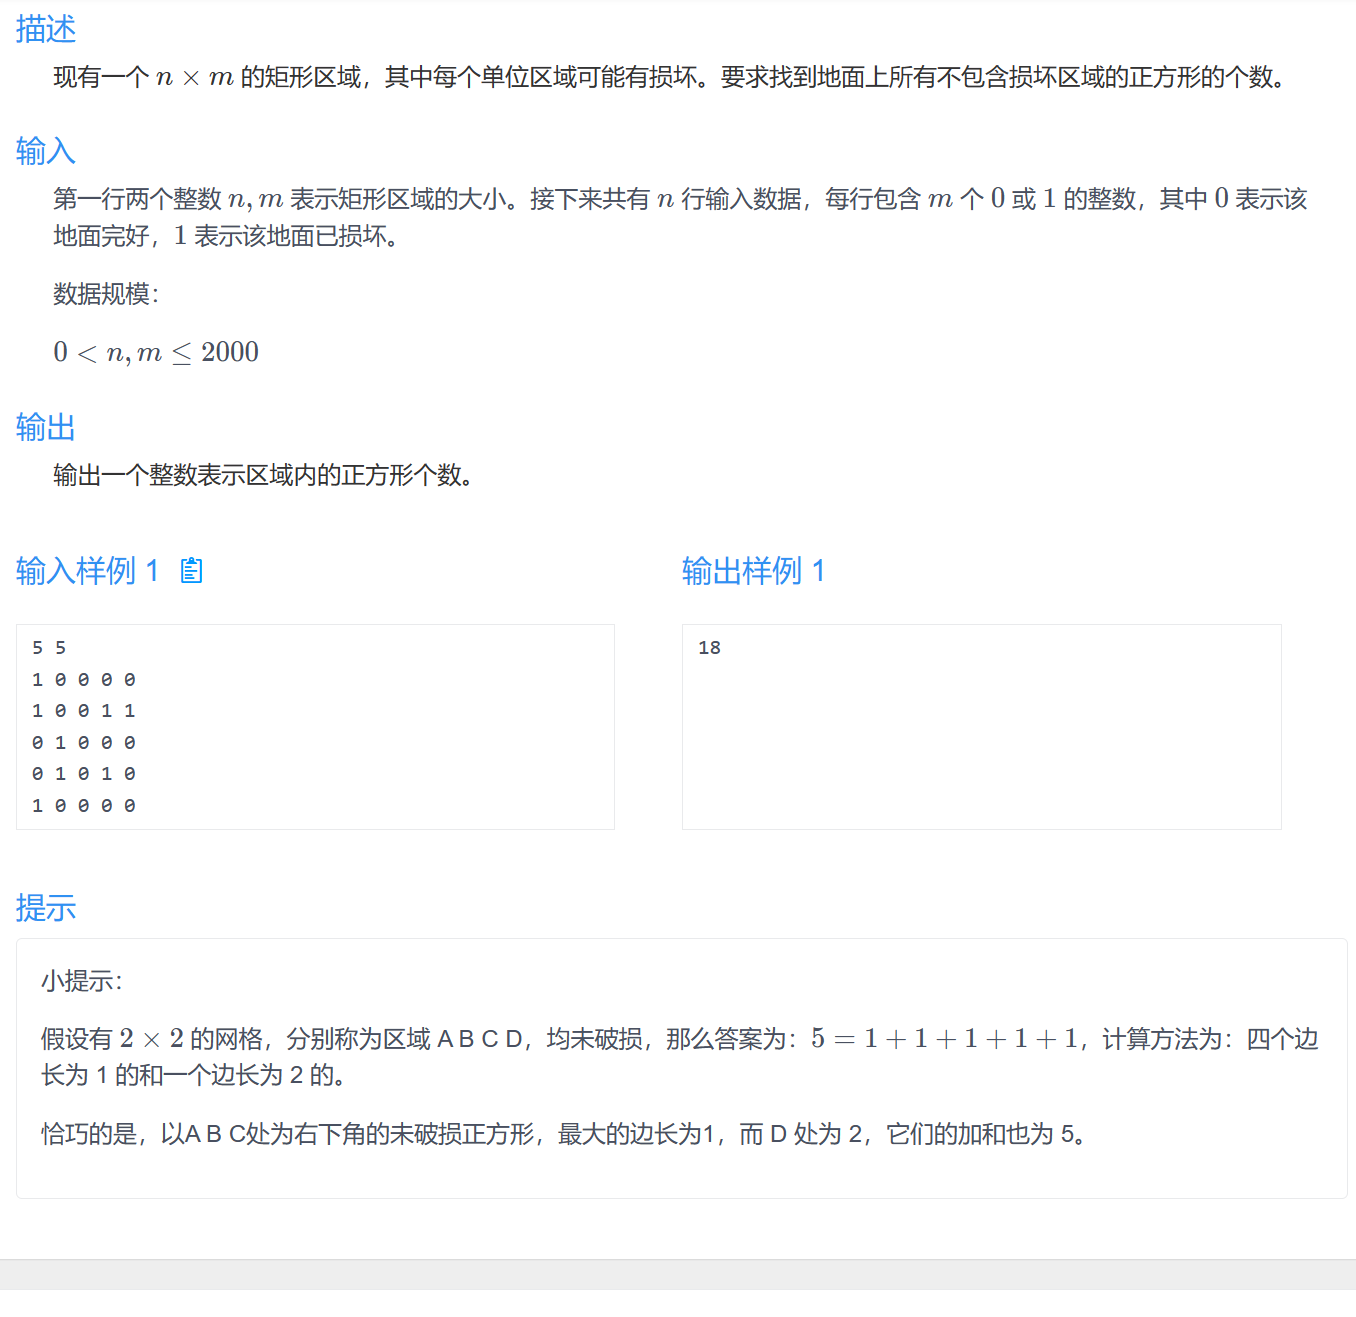 描述
现有一个 n × m 的矩形区域，其中每个单位区域可能有损坏。要求找到地面上所有不包含损坏区域的正方形的个数。
输入
第一行两个整数 n, m 表示矩形区域的大小。接下来共有 n 行输入数据，每行包含 m 个 0 或 1 的整数，其中 0 表示该
地面完好，1 表示该地面已损坏。
数据规模：
0 < n, m ≤ 2000
输出
输出一个整数表示区域内的正方形个数。
输入样例 1
输出样例 1
5 5
1 0 0 0 0
1 0 0 1 1
0 1 0 0 0
0 1 0 1 0
1 0 0 0 0
18
提示
小提示：
假设有 2 × 2 的网格，分别称为区域 A B C D，均未破损，那么答案为：5 = 1 + 1 + 1 + 1 + 1，计算方法为：四个边
长为 1 的和一个边长为 2 的。
恰巧的是，以A B C处为右下角的未破损正方形，最大的边长为1，而 D 处为 2，它们的加和也为 5。